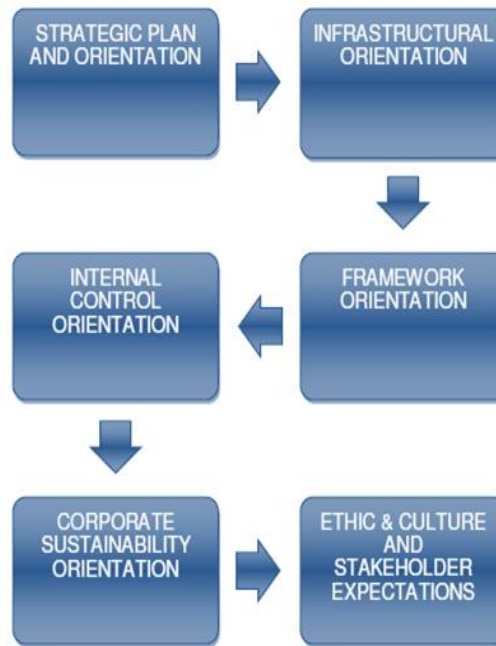 STRATEGIC PLAN
AND ORIENTATION
INFRASTRUCTURAL
ORIENTATION
FRAMEWORK
ORIENTATION
INTERNAL
CONTROL
ORIENTATION
CORPORATE
SUSTAINABILITY
ORIENTATION
ETHIC & CULTURE
AND
STAKEHOLDER
EXPECTATIONS